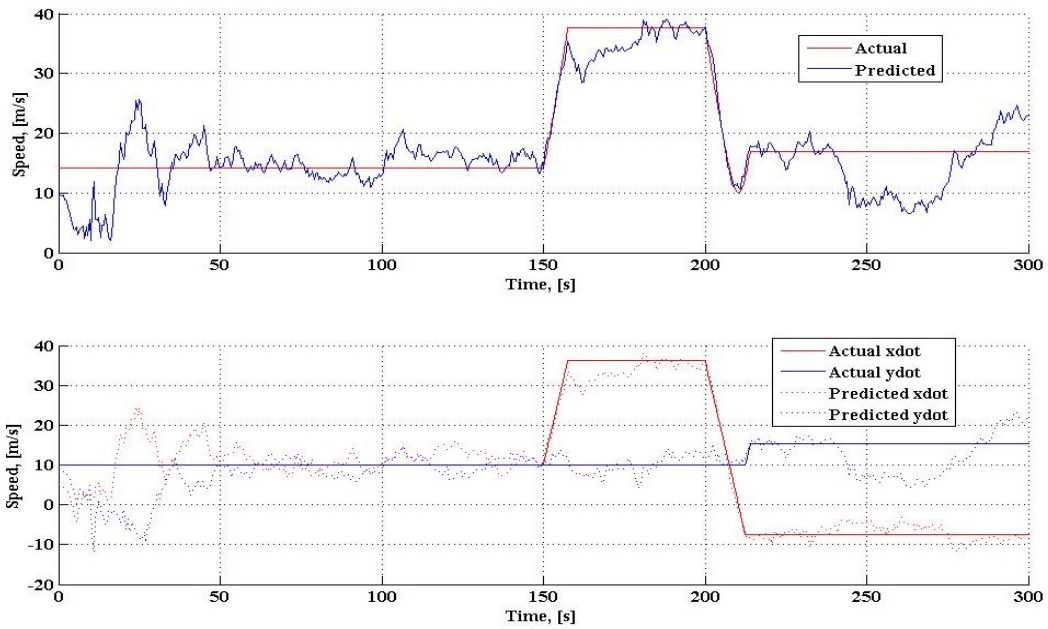 40
30
20
10
0
Speed, [m/s]
Actual
Predicted
0 50 100 150 200 250 300
Time, [s]
40
30
20
10
0
-10
-20
Speed, [m/s]
Actual xdot
Actual ydot
Predicted xdot
Predicted ydot
0 50 100 150 200 250 300
Time, [s]